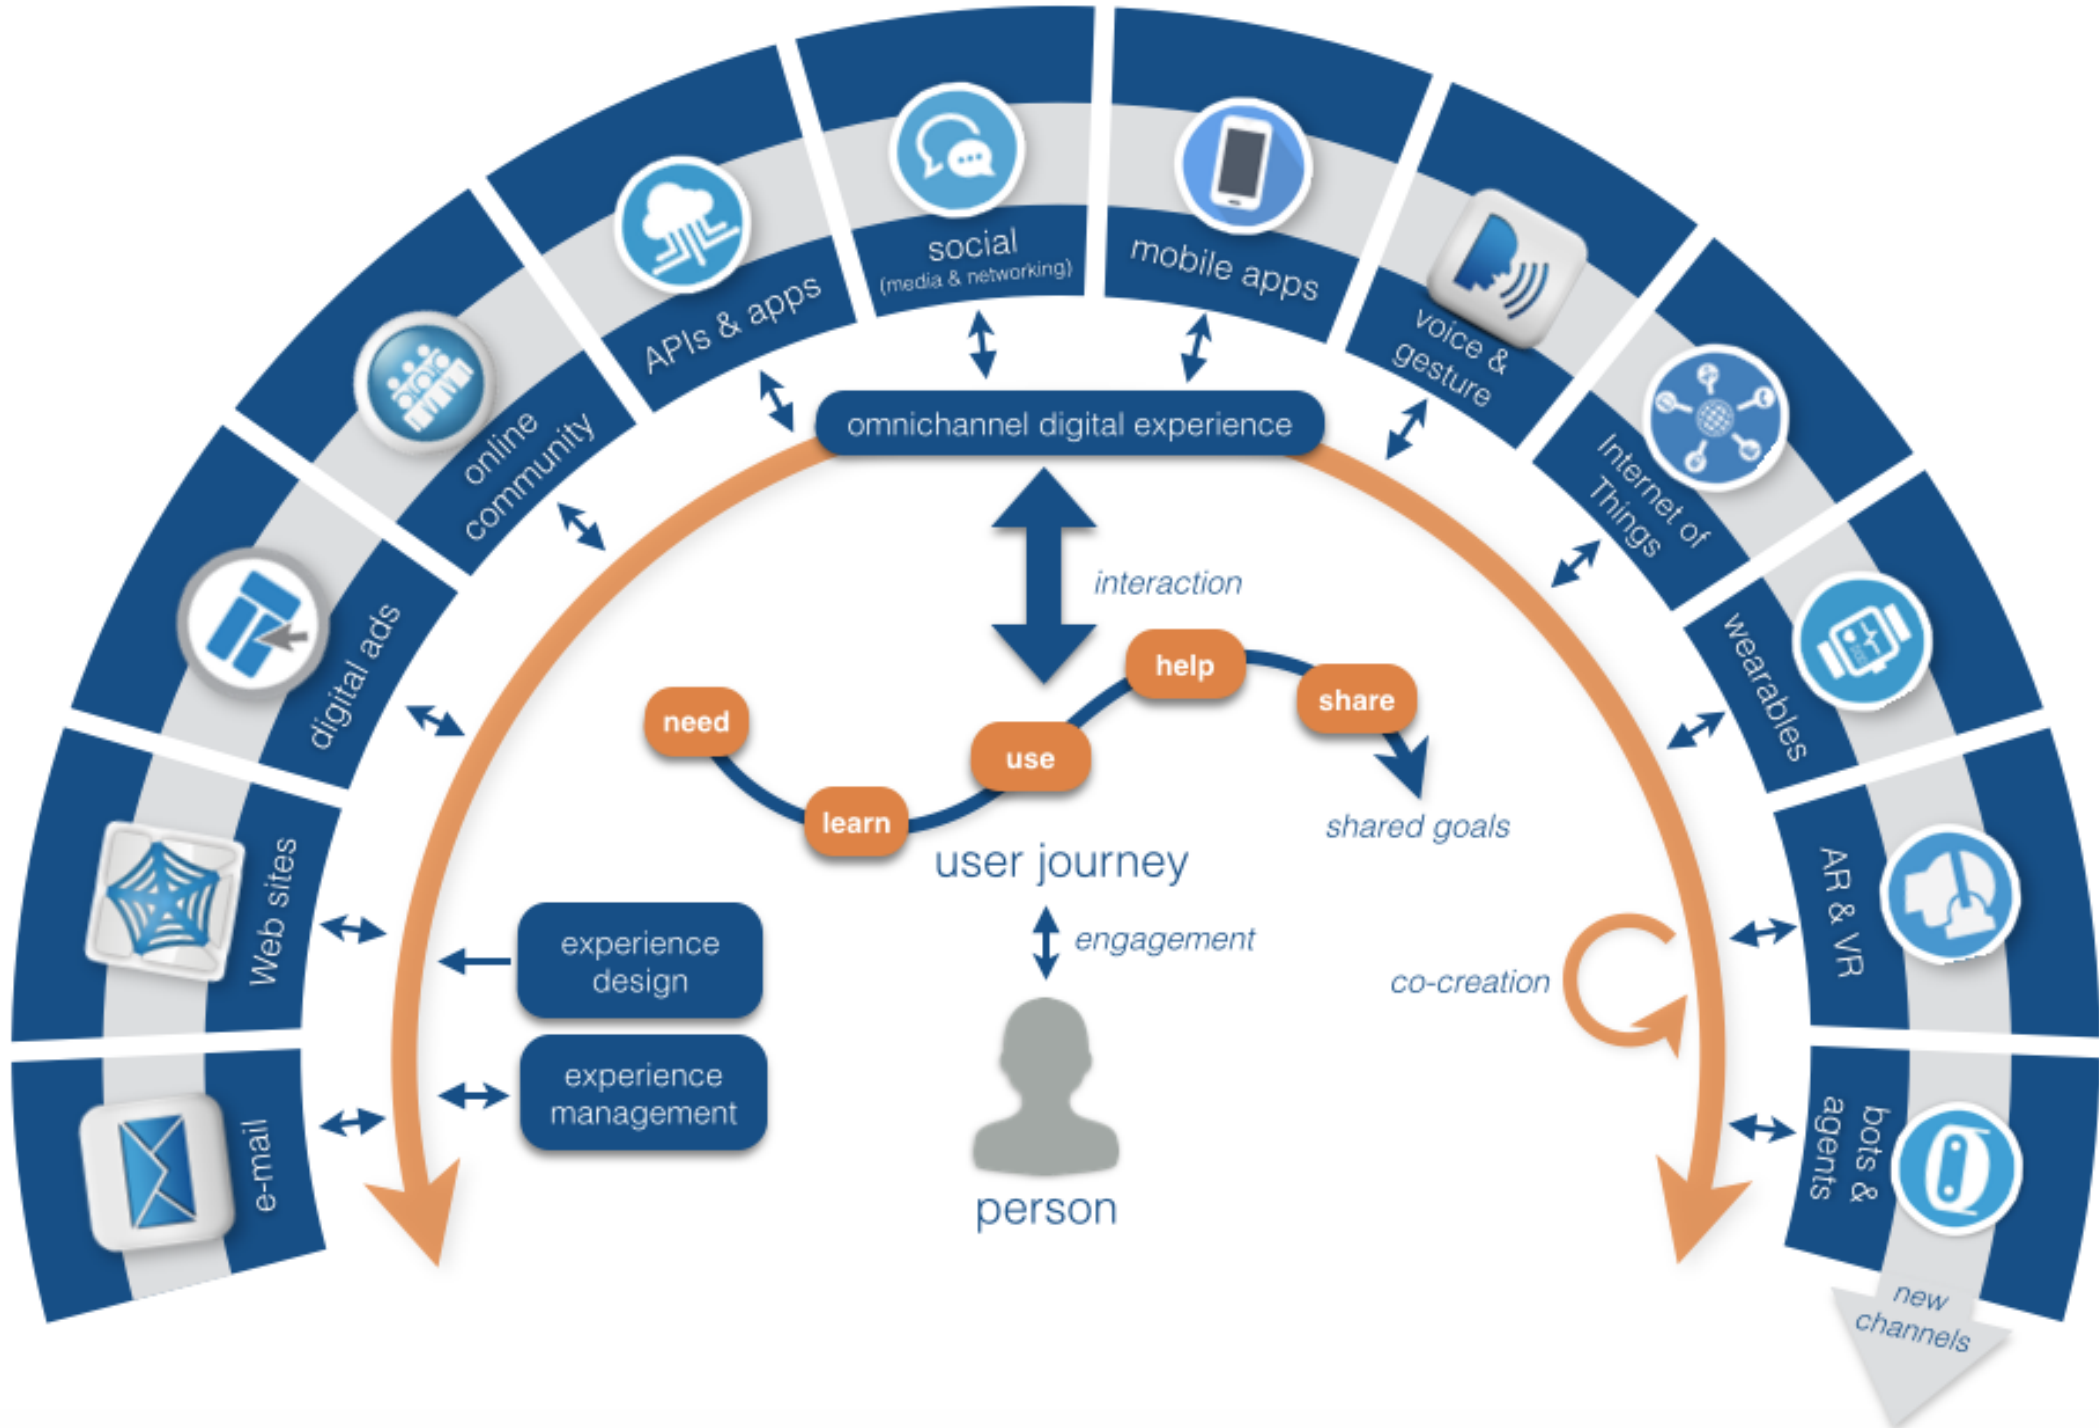 e-mail
Web sites
digital ads
online
community
APIs & apps
social
(media & networking)
mobile apps
voice &
gesture
Internet of
Things
wearables
AR & VR
bots &
agents
new
channels
omnichannel digital experience
interaction
need
learn
use
help
share
shared goals
user journey
engagement
person
experience
design
experience
management
co-creation